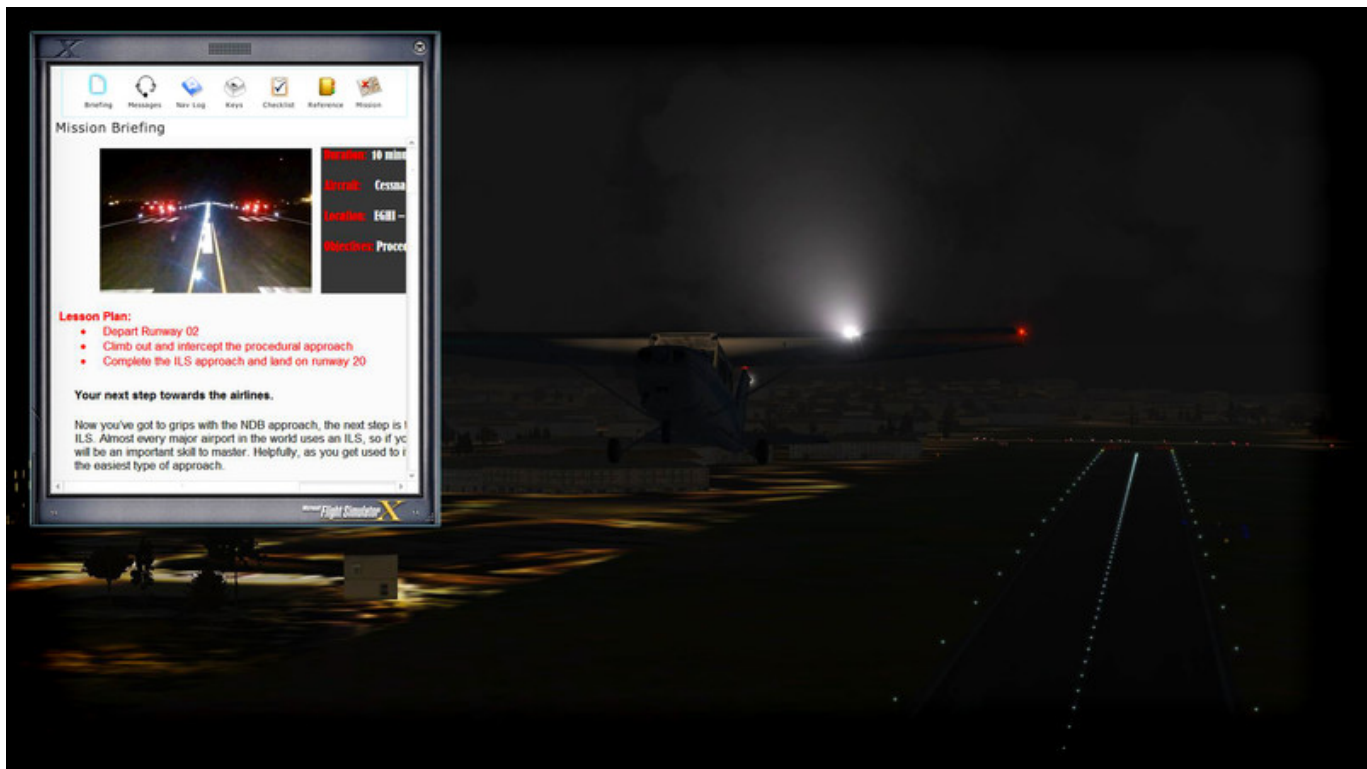 X
Briefing Messages Nav Log Keys Checklist Reference Mission
Mission Briefing
Duration: 10 minu
Aircraft: Cessna
Location: EGHI –
Objectives: Proced
Lesson Plan:
• Depart Runway 02
• Climb out and intercept the procedural approach
• Complete the ILS approach and land on runway 20
Your next step towards the airlines.
Now you've got to grips with the NDB approach, the next step is
ILS. Almost every major airport in the world uses an ILS, so if yo
will be an important skill to master. Helpfully, as you get used to
the easiest type of approach.
Microsoft Flight Simulator X